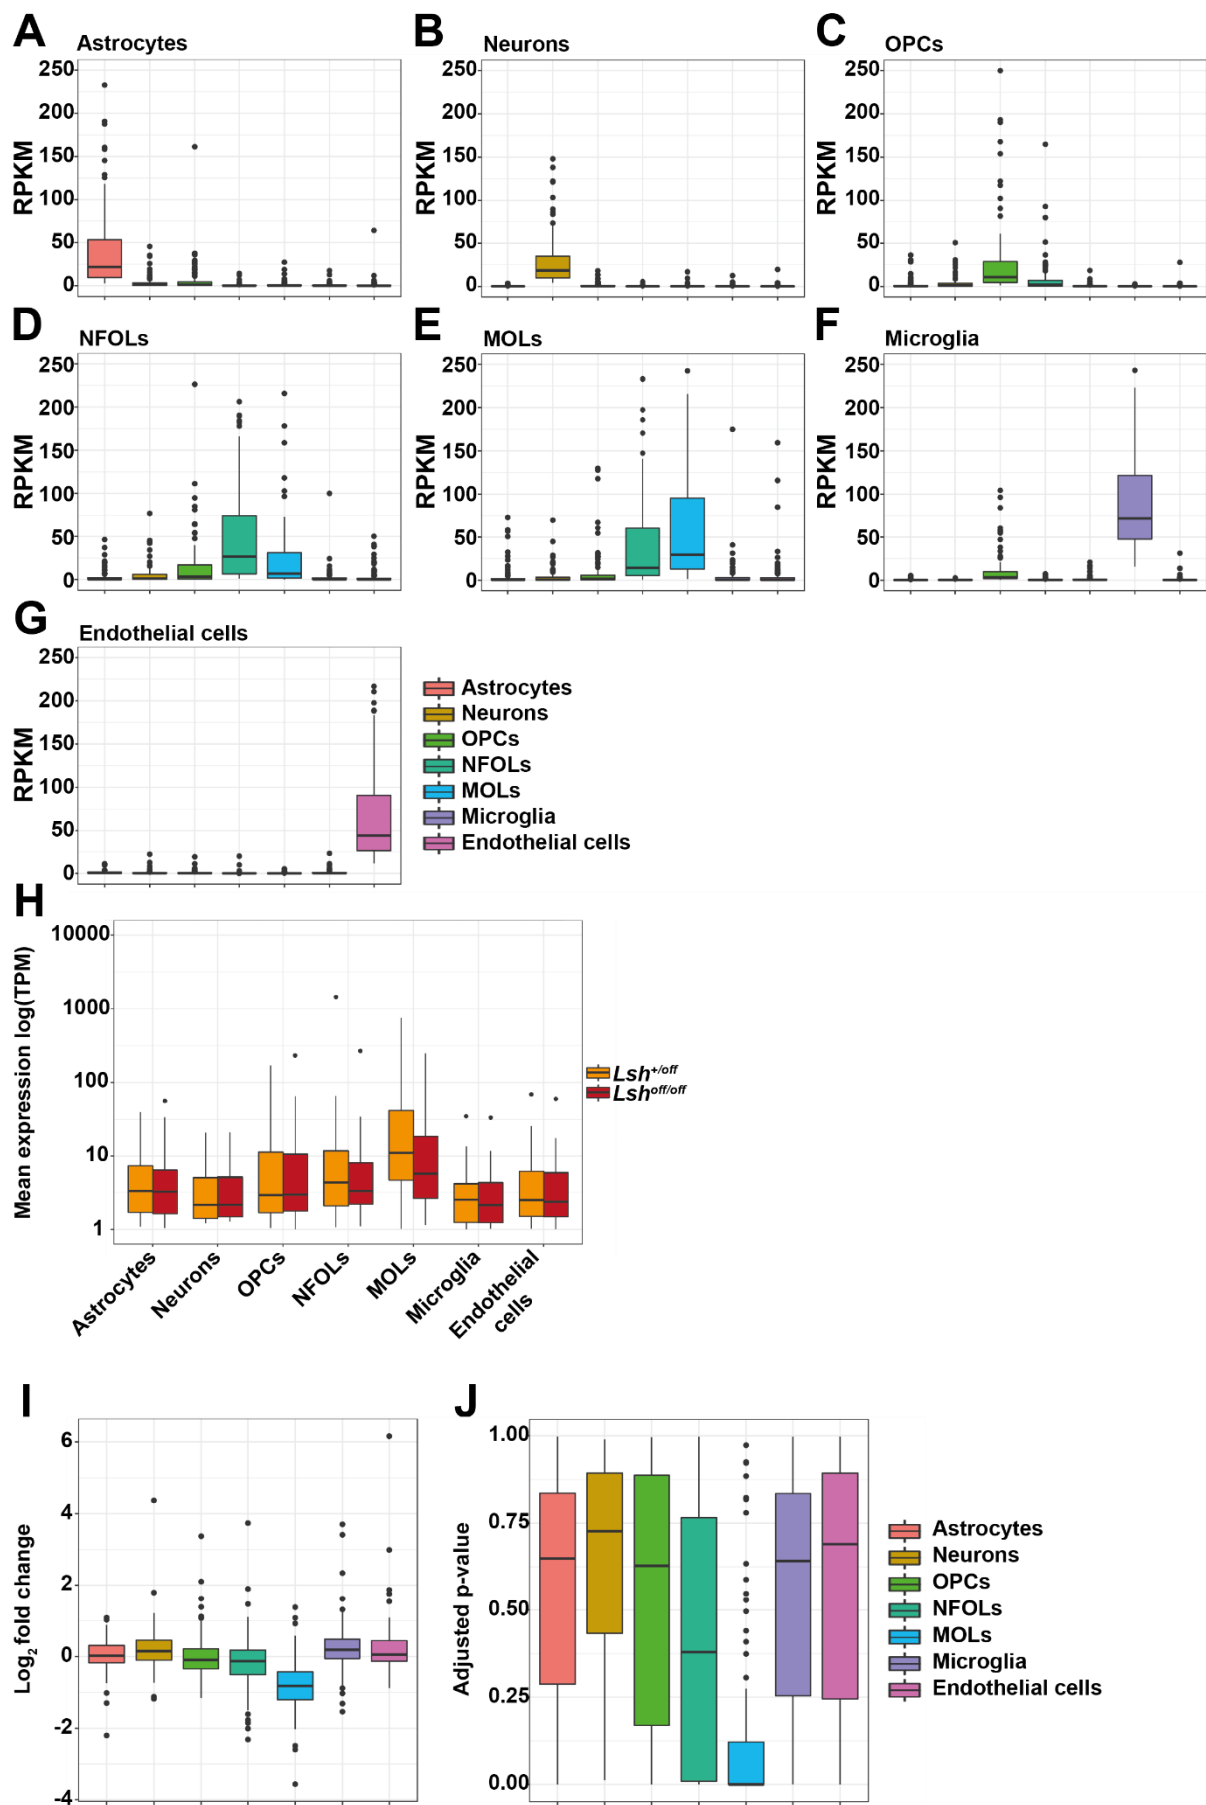 A Astrocytes B Neurons C OPCs
250 250 250
200 200 200
150 150 150
100 100 100
50 50 50
0 0 0
RPKM RPKM RPKM
D NFOLs E MOLs F Microglia
250 250 250
200 200 200
150 150 150
100 100 100
50 50 50
0 0 0
RPKM RPKM RPKM
G Endothelial cells
250
200
150
100
50
0
RPKM
Astrocytes
Neurons
OPCs
NFOLs
MOLs
Microglia
Endothelial cells
H
Mean expression log(TPM)
10000
1000
100
10
1
Lsh+/off
Lshoff/off
Astrocytes
Neurons
OPCs
NFOLs
MOLs
Microglia
Endothelial
cells
I
Log2 fold change
6
4
2
0
-2
-4
J
Adjusted p-value
1.00
0.75
0.50
0.25
0.00
Astrocytes
Neurons
OPCs
NFOLs
MOLs
Microglia
Endothelial cells